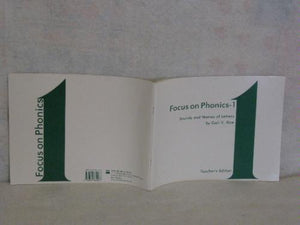 Focus on Phonics
1
Focus on Phonics-1
Sounds and Names of Letters
by Gail V. Rice
1
Teacher's Edition